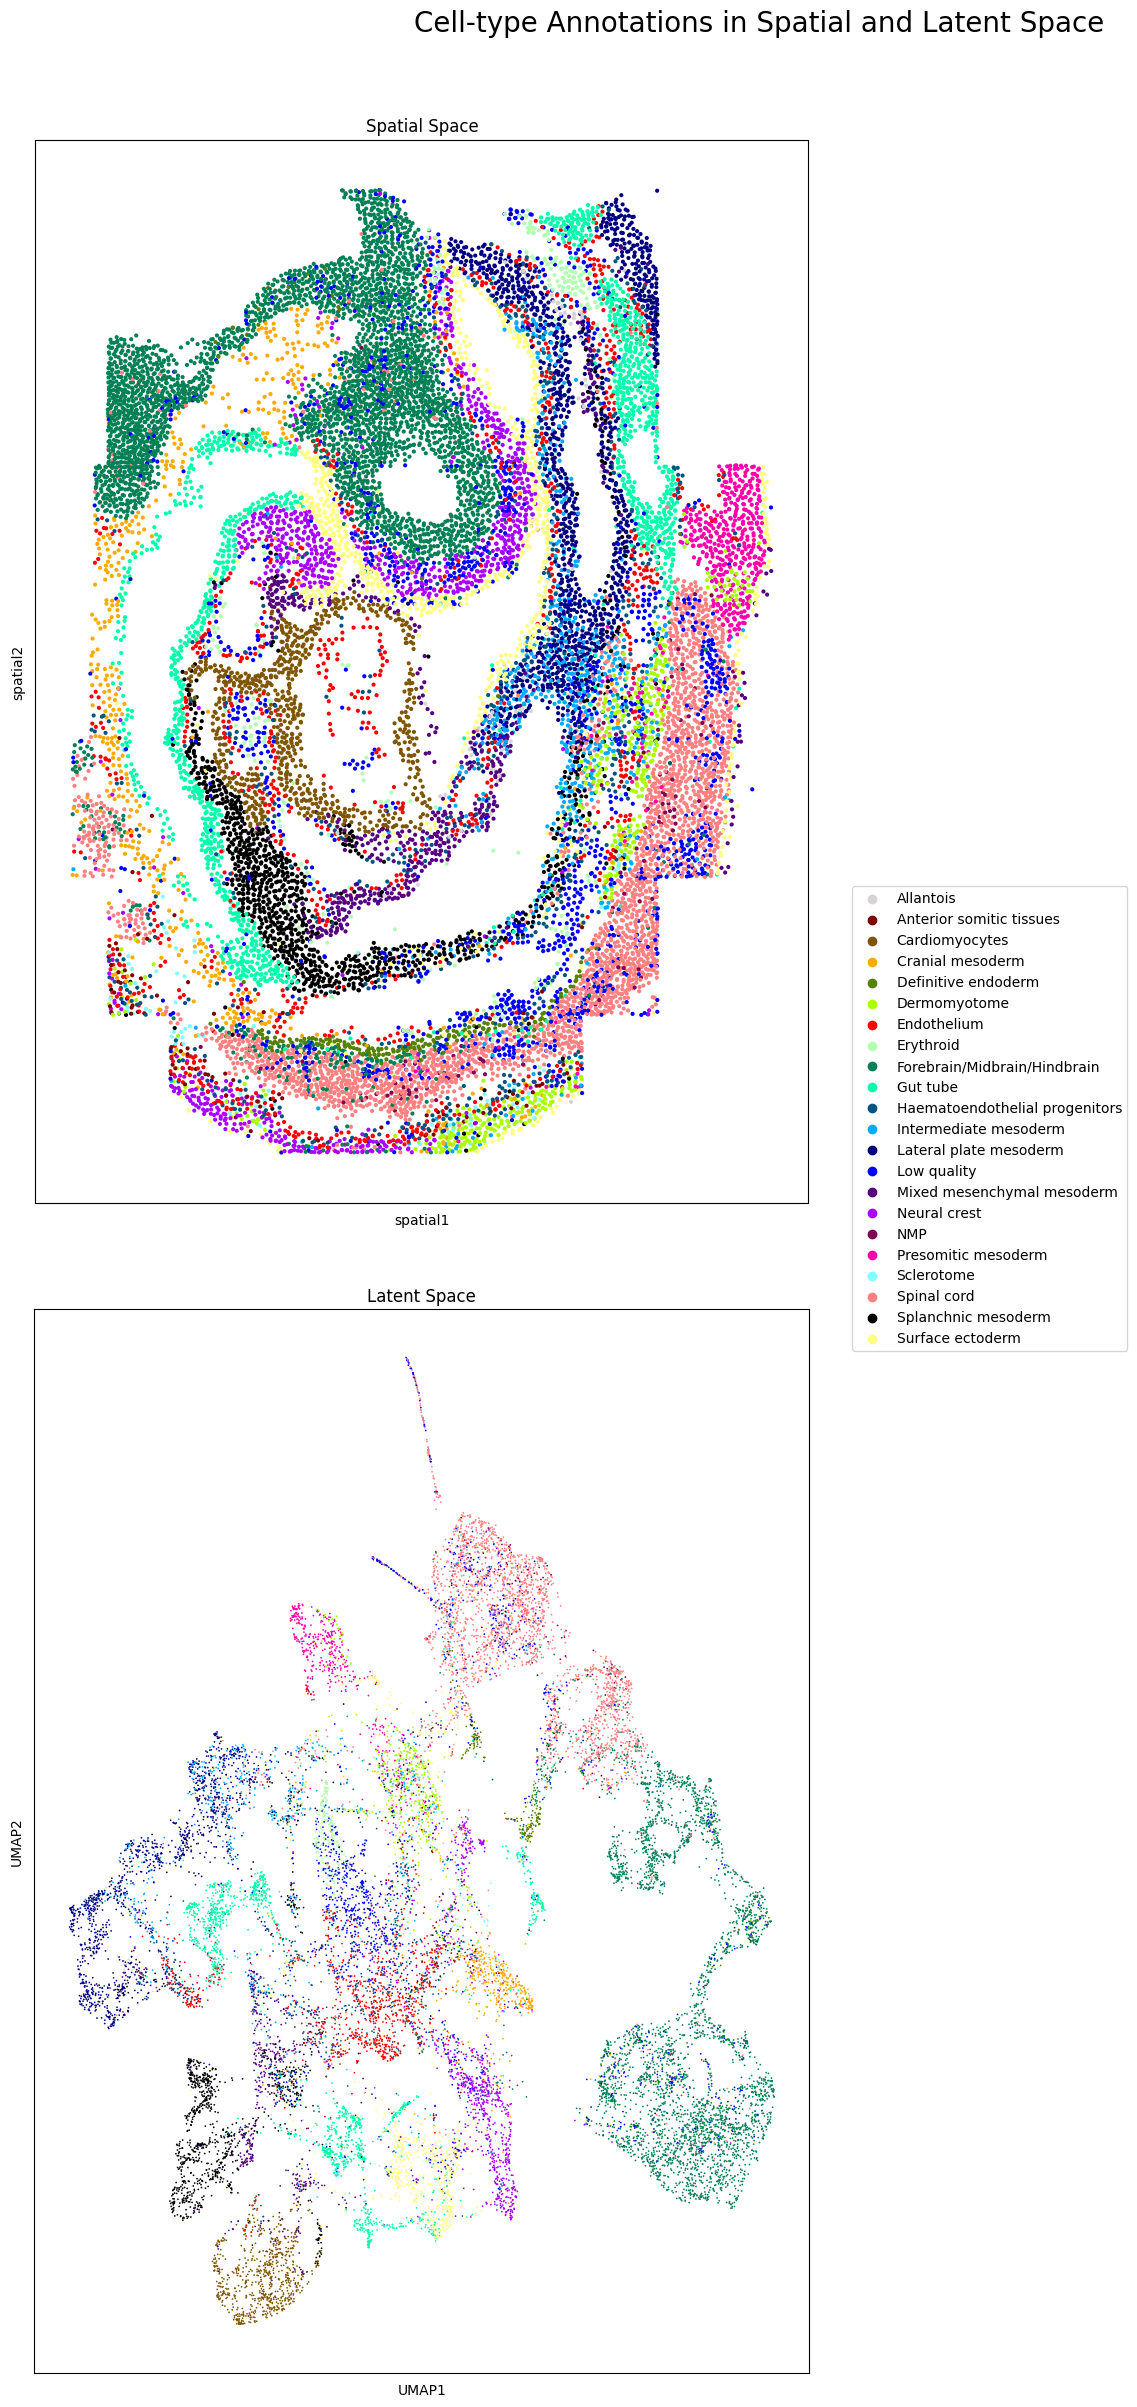 Cell-type Annotations in Spatial and Latent Space
Spatial Space
spatial2
spatial1
Allantois
Anterior somitic tissues
Cardiomyocytes
Cranial mesoderm
Definitive endoderm
Dermomyotome
Endothelium
Erythroid
Forebrain/Midbrain/Hindbrain
Gut tube
Haematoendothelial progenitors
Intermediate mesoderm
Lateral plate mesoderm
Low quality
Mixed mesenchymal mesoderm
Neural crest
NMP
Presomitic mesoderm
Sclerotome
Spinal cord
Splanchnic mesoderm
Surface ectoderm
Latent Space
UMAP2
UMAP1